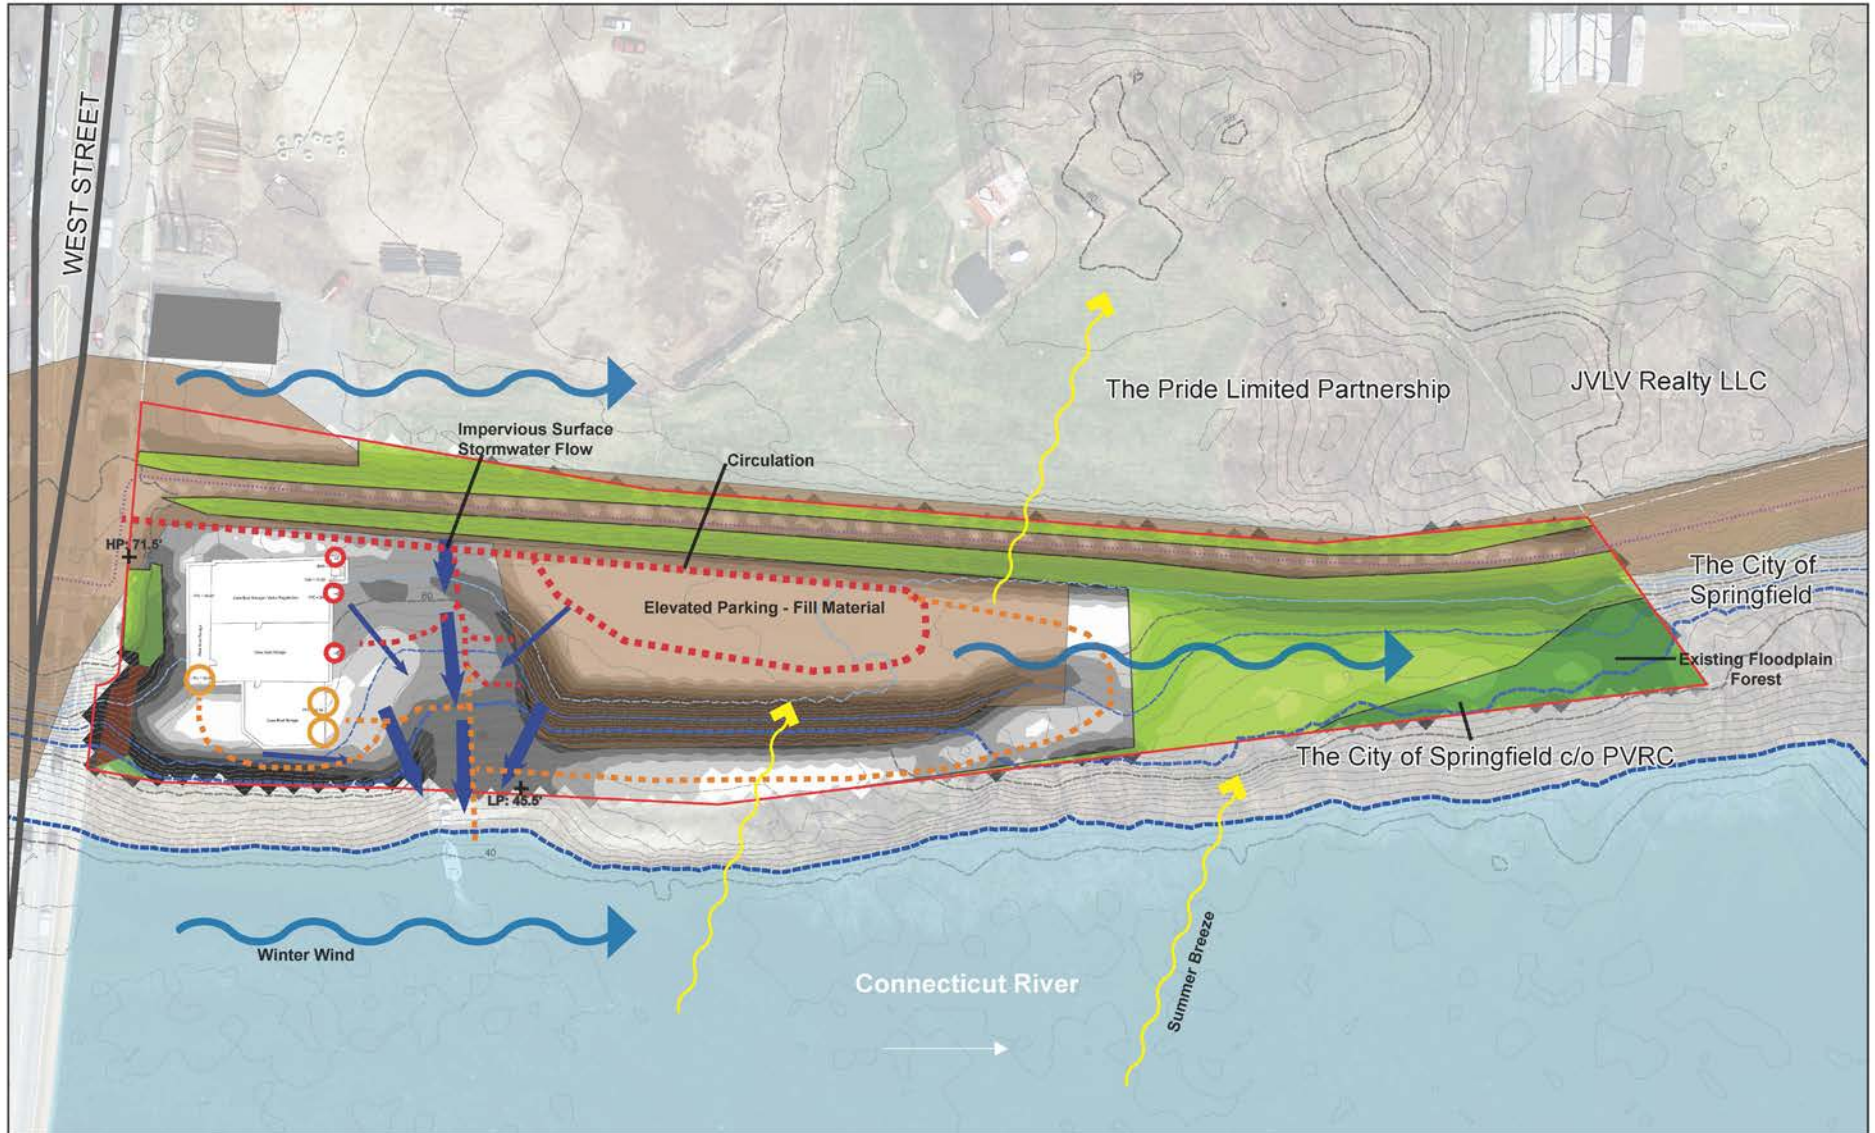 WEST STREET
The Pride Limited Partnership
JVLV Realty LLC
Impervious Surface
Stormwater Flow
Circulation
HP: 71.5'
The City of
Springfield
60
Elevated Parking - Fill Material
Existing Floodplain
Forest
The City of Springfield c/o PVRC
LP: 45.5'
40
Winter Wind
Summer Breeze
Connecticut River